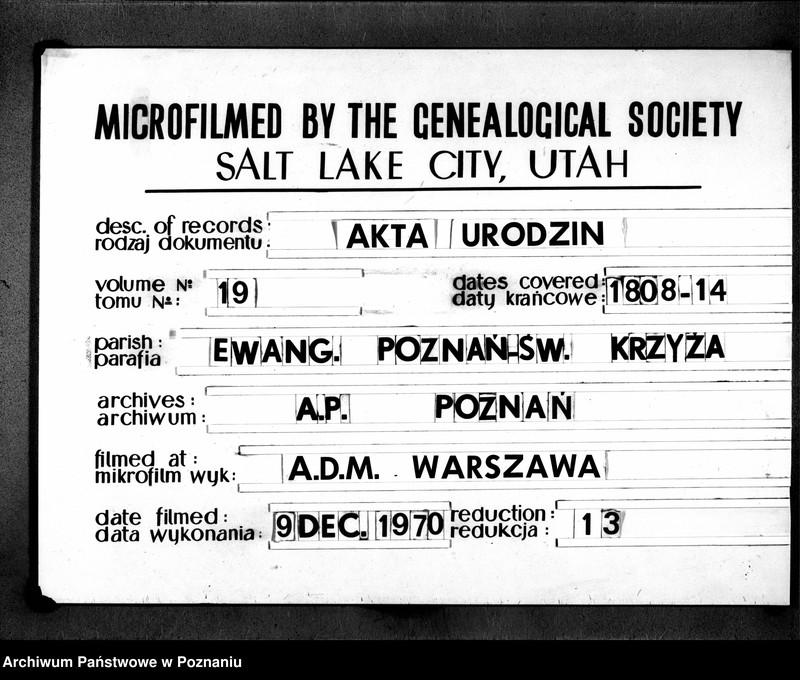 MICROFILMED BY THE GENEALOGICAL SOCIETY
SALT LAKE CITY, UTAH
desc. of records:
rodzaj dokumentu: AKTA URODZIN
volume №
tomu №: 19
dates covered:
daty krańcowe: 1808-14
parish:
parafia EWANG. POZNAŃ-ŚW. KRZYŻA
archives:
archiwum: A.P. POZNAŃ
filmed at:
mikrofilm wyk: A.D.M. WARSZAWA
date filmed:
data wykonania: 9 DEC. 1970
reduction:
redukcja: 13
Archiwum Państwowe w Poznaniu